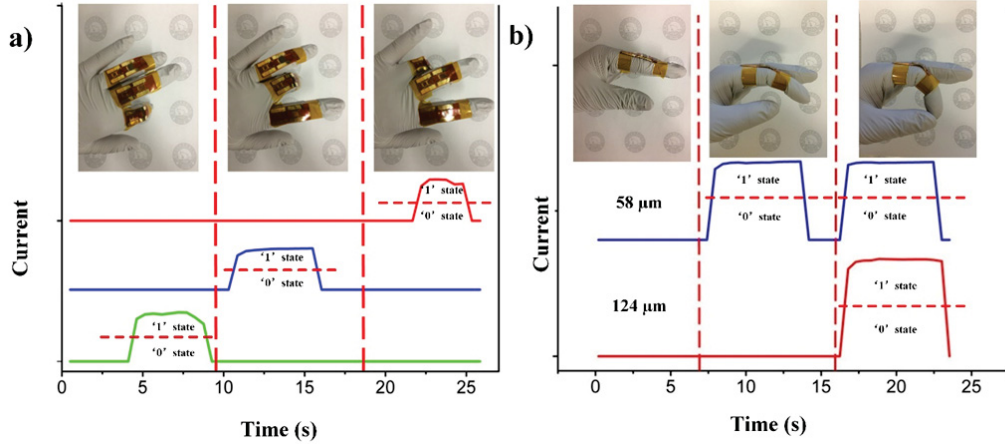 a)
‘1’ state
‘0’ state
‘1’ state
‘0’ state
‘1’ state
‘0’ state
Current
0 5 10 15 20 25
Time (s)
b)
58 μm
‘1’ state
‘0’ state
‘1’ state
‘0’ state
124 μm
‘1’ state
‘0’ state
Current
0 5 10 15 20 25
Time (s)